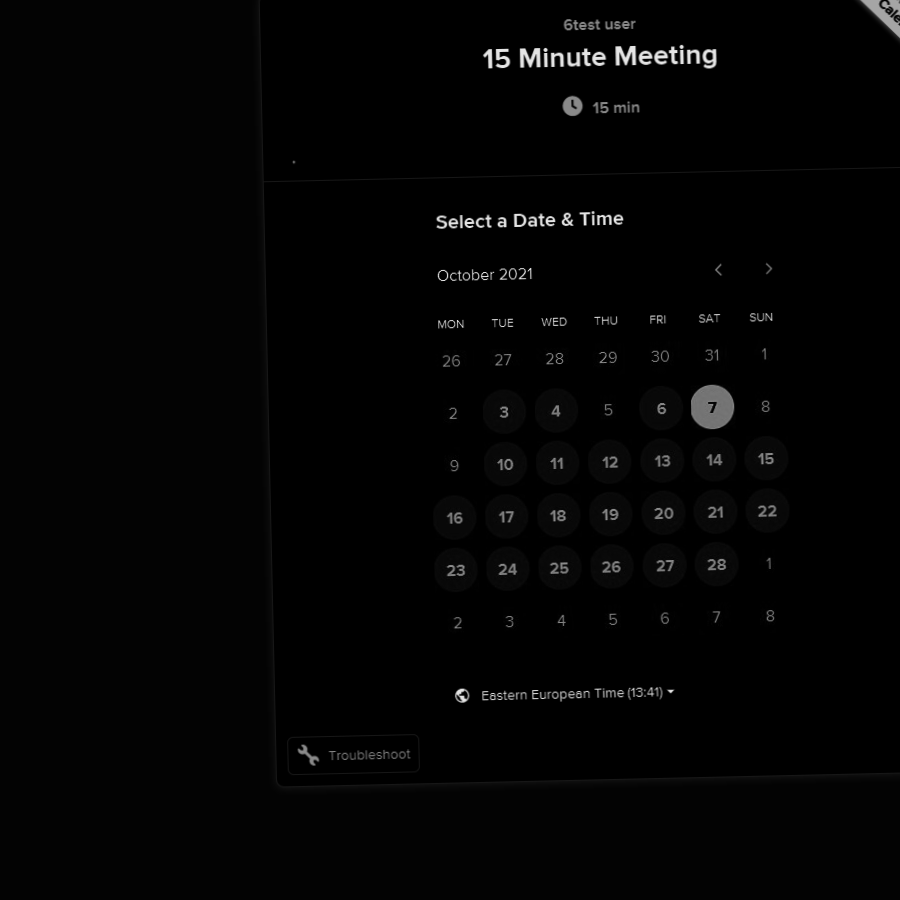 6test user
15 Minute Meeting
15 min
Select a Date & Time
October 2021
MON TUE WED THU FRI SAT SUN
26 27 28 29 30 31 1
2 3 4 5 6 7 8
9 10 11 12 13 14 15
16 17 18 19 20 21 22
23 24 25 26 27 28 1
2 3 4 5 6 7 8
Eastern European Time (13:41)
Troubleshoot